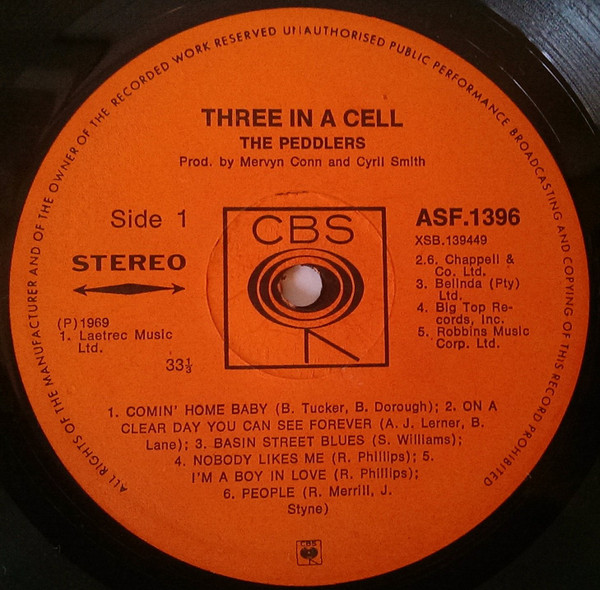 ALL RIGHTS OF THE MANUFACTURER AND OF THE OWNER OF THE RECORDED WORK RESERVED UNAUTHORISED PUBLIC PERFORMANCE BROADCASTING AND COPYING OF THIS RECORD PROHIBITED
THREE IN A CELL
THE PEDDLERS
Prod. by Mervyn Conn and Cyril Smith
Side 1
STEREO
(P)1969
1. Laetrec Music
Ltd.
33⅓
CBS
ASF.1396
XSB.139449
2.6. Chappell &
Co. Ltd.
3. Belinda (Pty)
Ltd.
4. Big Top Re-
cords, Inc.
5. Robbins Music
Corp. Ltd.
1. COMIN' HOME BABY (B. Tucker, B. Dorough); 2. ON A
CLEAR DAY YOU CAN SEE FOREVER (A. J. Lerner, B.
Lane); 3. BASIN STREET BLUES (S. Williams);
4. NOBODY LIKES ME (R. Phillips); 5.
I'M A BOY IN LOVE (R. Phillips);
6. PEOPLE (R. Merrill, J.
Styne)
CBS